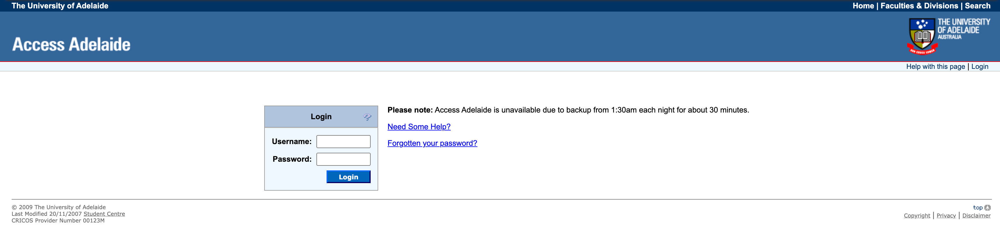 The University of Adelaide
Home | Faculties & Divisions | Search
Access Adelaide
THE UNIVERSITY
OF ADELAIDE
AUSTRALIA
SUB CRUCE LUMEN
Help with this page | Login
Login
Username:
Password:
Login
Please note: Access Adelaide is unavailable due to backup from 1:30am each night for about 30 minutes.
Need Some Help?
Forgotten your password?
© 2009 The University of Adelaide
Last Modified 20/11/2007 Student Centre
CRICOS Provider Number 00123M
top
Copyright | Privacy | Disclaimer